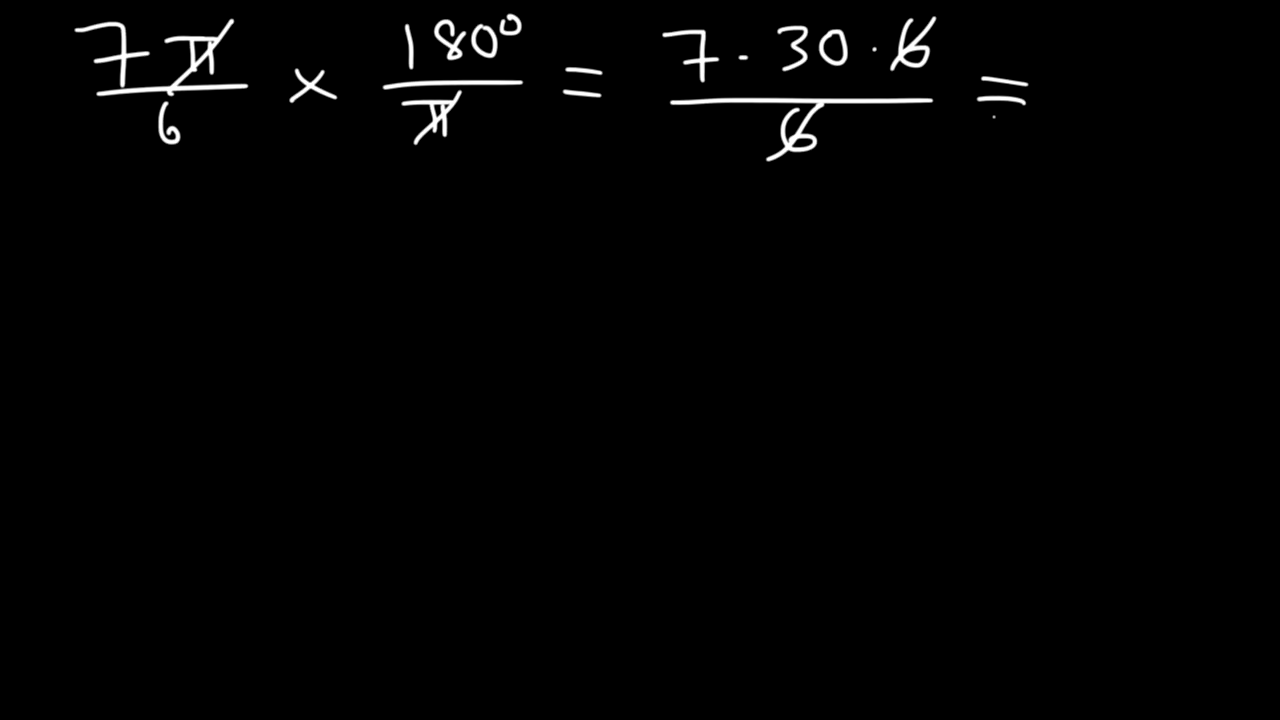 7π/6 × 180°/π = 7 · 30 · 6/6 =